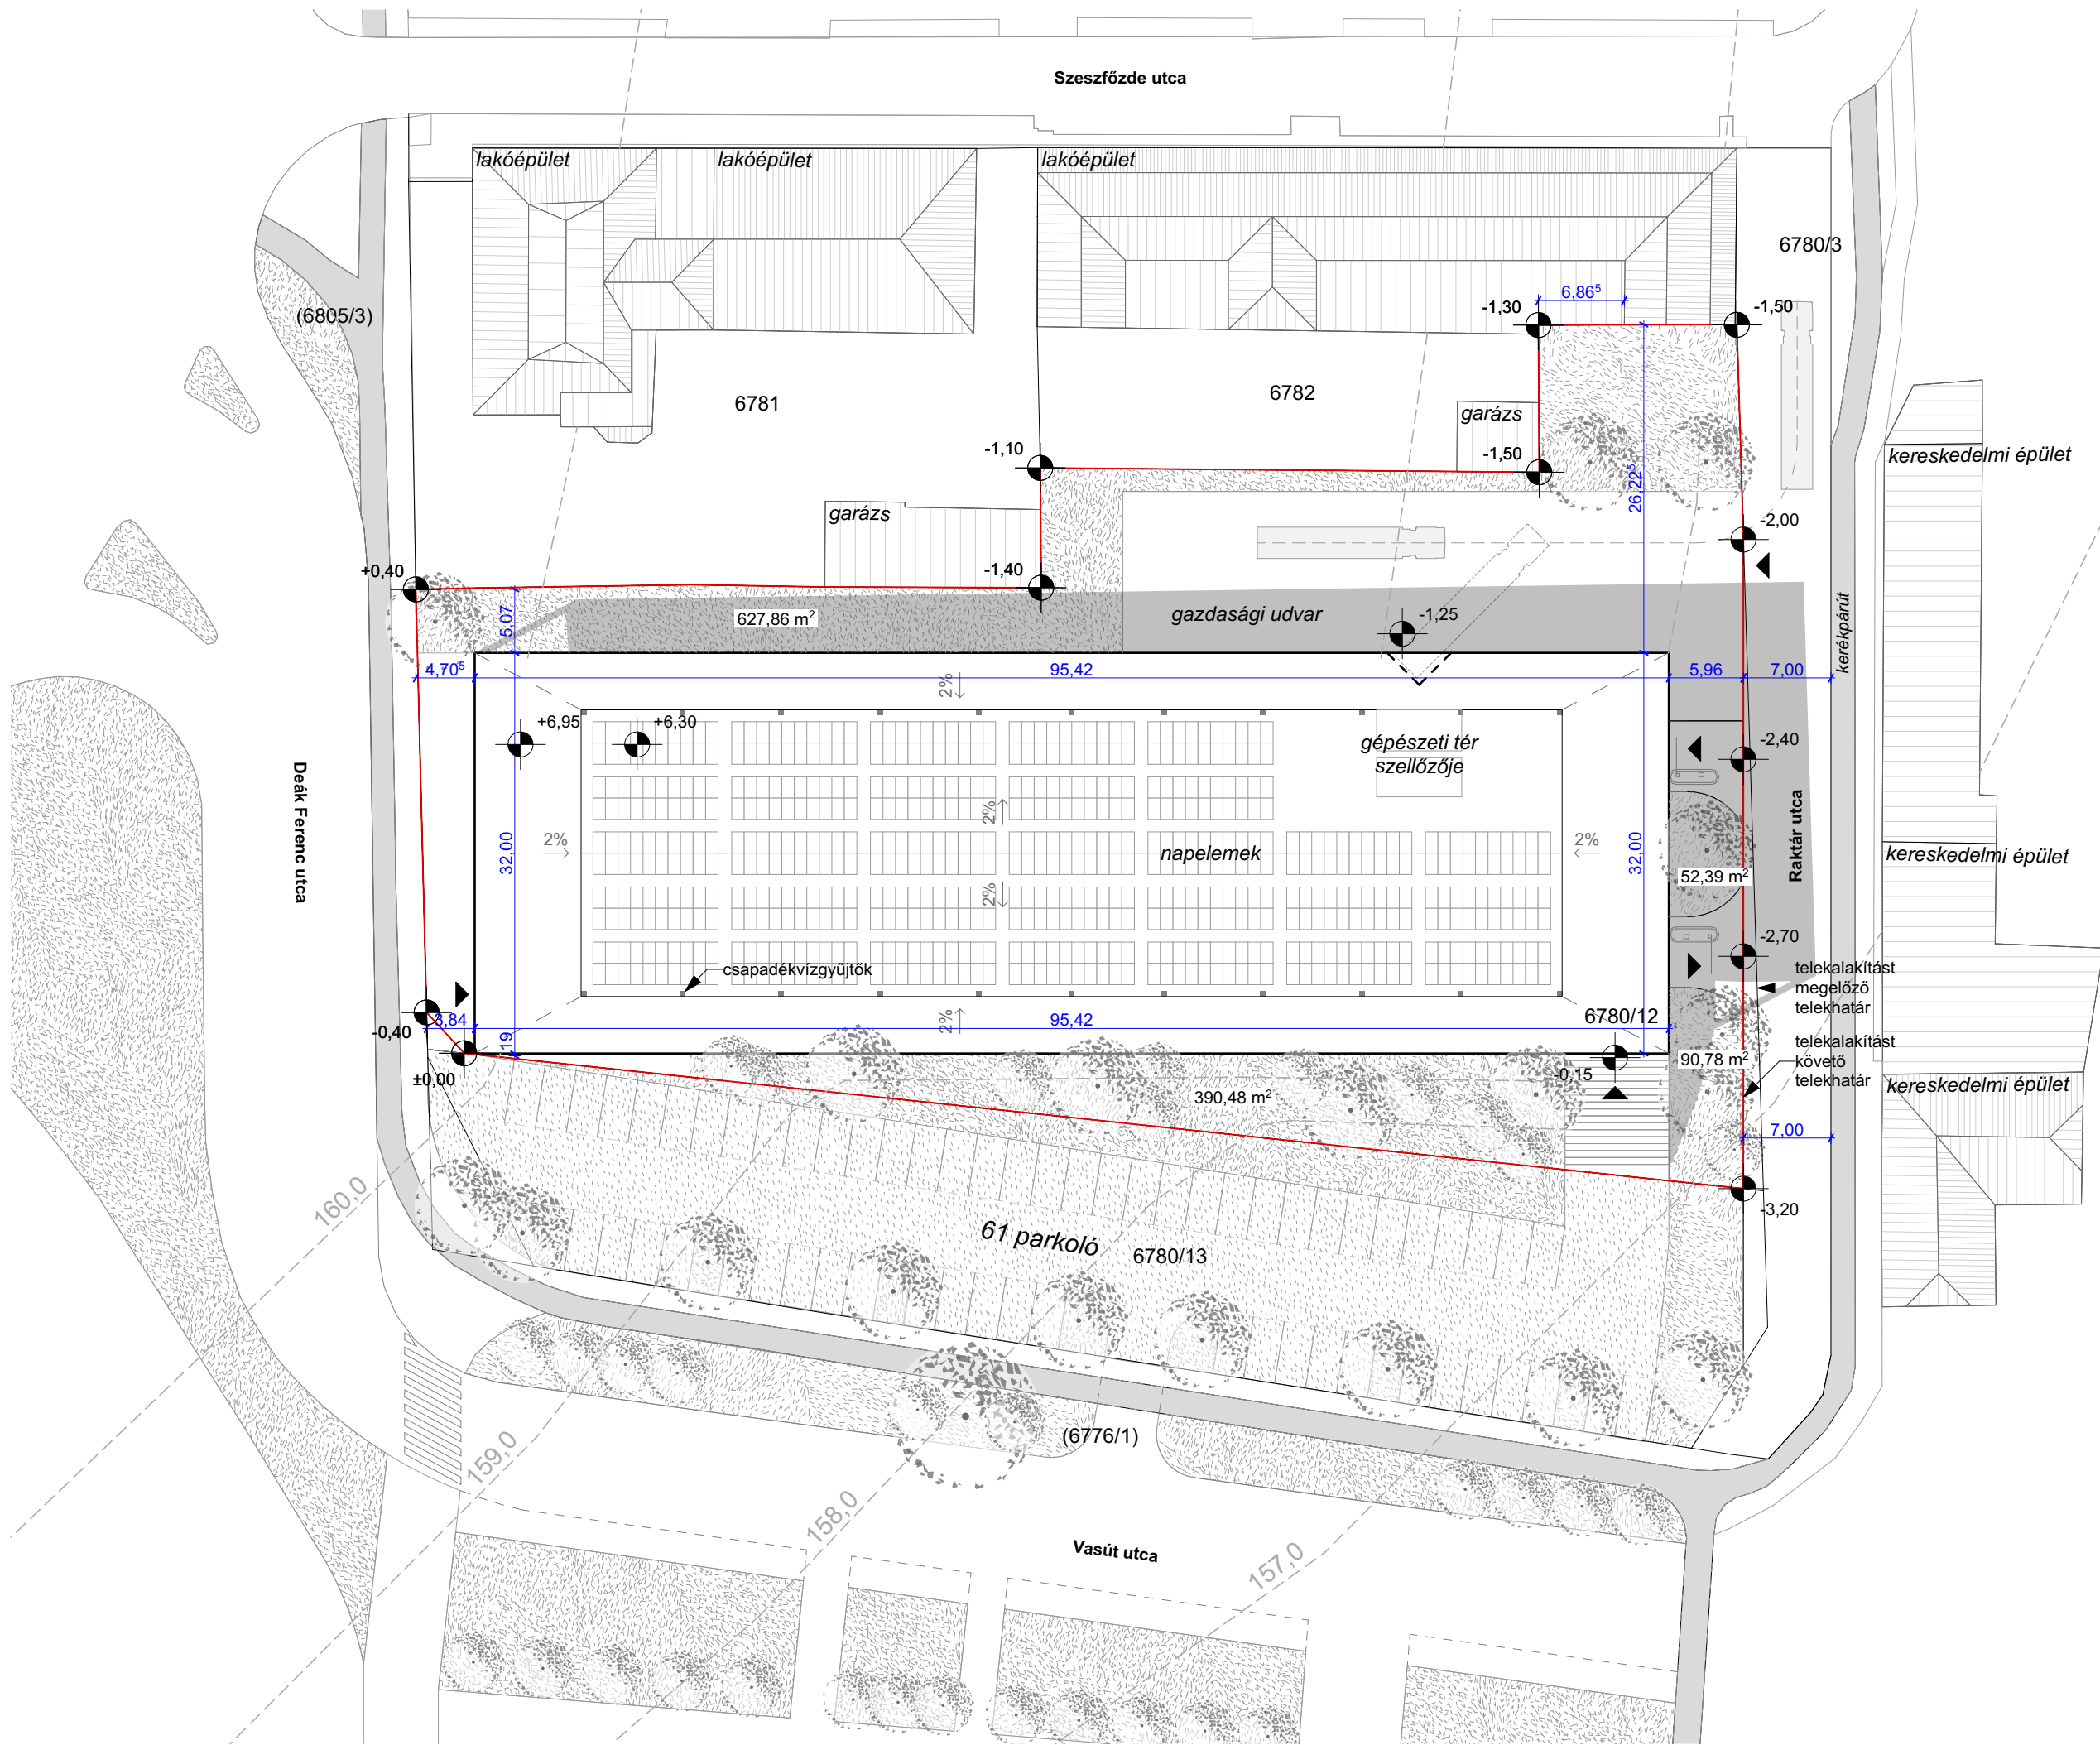 Szeszfőzde utca
lakóépület
lakóépület
lakóépület
6780/3
(6805/3)
6,86⁵
-1,30
-1,50
6781
6782
garázs
-1,10
-1,50
26,22⁵
kereskedelmi épület
garázs
-2,00
+0,40
-1,40
5,07
627,86 m²
gazdasági udvar
-1,25
kerékpárút
4,70⁵
95,42
5,96
7,00
2%
+6,95
+6,30
gépészeti tér
szellőzője
-2,40
Deák Ferenc utca
32,00
2%
2%
napelemek
2%
32,00
Raktár utca
kereskedelmi épület
52,39 m²
2%
-2,70
csapadékvízgyűjtők
telekalakítást
megelőző
telekhatár
-0,40
3,84
19
2%
95,42
6780/12
telekalakítást
követő
telekhatár
±0,00
-0,15
90,78 m²
kereskedelmi épület
390,48 m²
7,00
160,0
-3,20
61 parkoló
6780/13
(6776/1)
159,0
158,0
Vasút utca
157,0